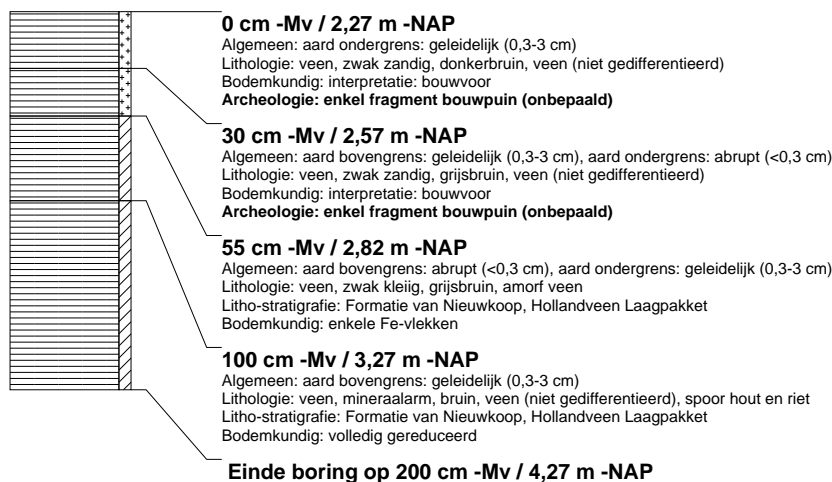 0 cm -Mv / 2,27 m -NAP
Algemeen: aard ondergrens: geleidelijk (0,3-3 cm)
Lithologie: veen, zwak zandig, donkerbruin, veen (niet gedifferentieerd)
Bodemkundig: interpretatie: bouwvoor
Archeologie: enkel fragment bouwpuin (onbepaald)
30 cm -Mv / 2,57 m -NAP
Algemeen: aard bovengrens: geleidelijk (0,3-3 cm), aard ondergrens: abrupt (<0,3 cm)
Lithologie: veen, zwak zandig, grijsbruin, veen (niet gedifferentieerd)
Bodemkundig: interpretatie: bouwvoor
Archeologie: enkel fragment bouwpuin (onbepaald)
55 cm -Mv / 2,82 m -NAP
Algemeen: aard bovengrens: abrupt (<0,3 cm), aard ondergrens: geleidelijk (0,3-3 cm)
Lithologie: veen, zwak kleiig, grijsbruin, amorf veen
Litho-stratigrafie: Formatie van Nieuwkoop, Hollandveen Laagpakket
Bodemkundig: enkele Fe-vlekken
100 cm -Mv / 3,27 m -NAP
Algemeen: aard bovengrens: geleidelijk (0,3-3 cm)
Lithologie: veen, mineraalarm, bruin, veen (niet gedifferentieerd), spoor hout en riet
Litho-stratigrafie: Formatie van Nieuwkoop, Hollandveen Laagpakket
Bodemkundig: volledig gereduceerd
Einde boring op 200 cm -Mv / 4,27 m -NAP